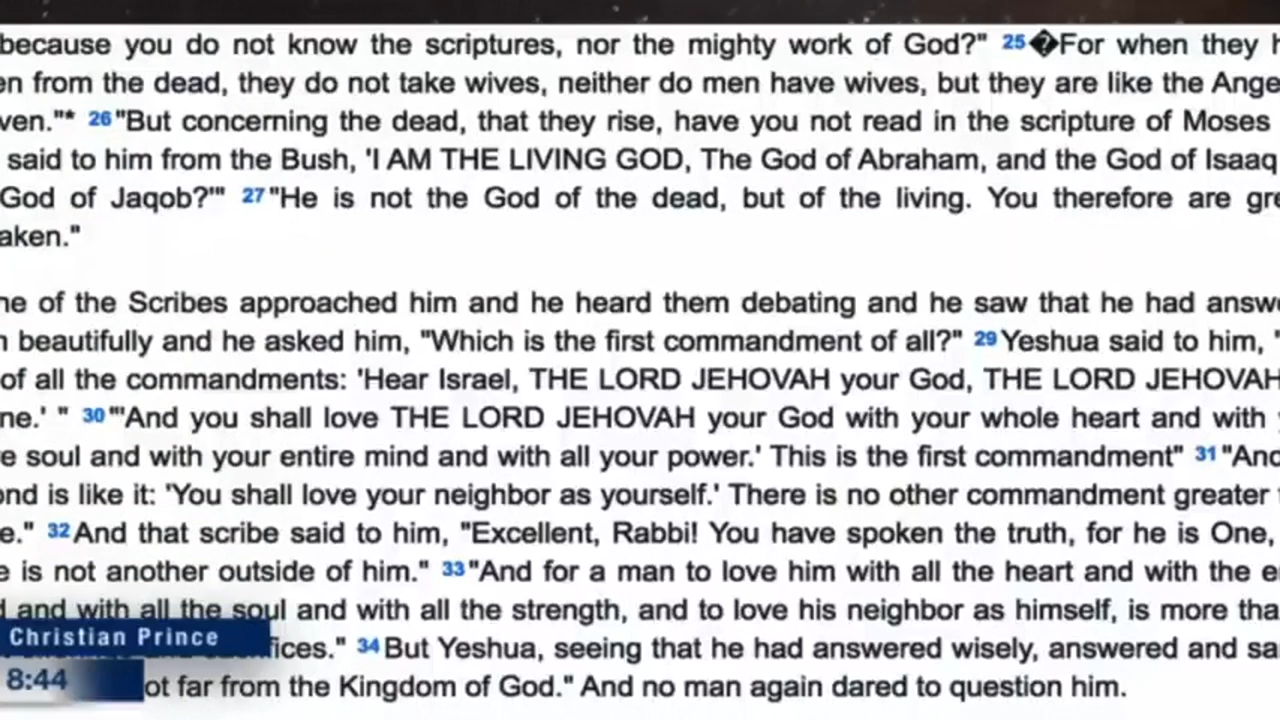 because you do not know the scriptures, nor the mighty work of God?" 25�For when they h
en from the dead, they do not take wives, neither do men have wives, but they are like the Ange
ven."* 26"But concerning the dead, that they rise, have you not read in the scripture of Moses
said to him from the Bush, 'I AM THE LIVING GOD, The God of Abraham, and the God of Isaaq
God of Jaqob?'" 27"He is not the God of the dead, but of the living. You therefore are gre
aken."
ne of the Scribes approached him and he heard them debating and he saw that he had answe
n beautifully and he asked him, "Which is the first commandment of all?" 29Yeshua said to him, "
of all the commandments: 'Hear Israel, THE LORD JEHOVAH your God, THE LORD JEHOVAH
ne.' " 30"'And you shall love THE LORD JEHOVAH your God with your whole heart and with
e soul and with your entire mind and with all your power.' This is the first commandment" 31"And
ond is like it: 'You shall love your neighbor as yourself.' There is no other commandment greater
e." 32And that scribe said to him, "Excellent, Rabbi! You have spoken the truth, for he is One,
e is not another outside of him." 33"And for a man to love him with all the heart and with the e
d and with all the soul and with all the strength, and to love his neighbor as himself, is more tha
Christian Prince
fices." 34But Yeshua, seeing that he had answered wisely, answered and sa
8:44
ot far from the Kingdom of God." And no man again dared to question him.